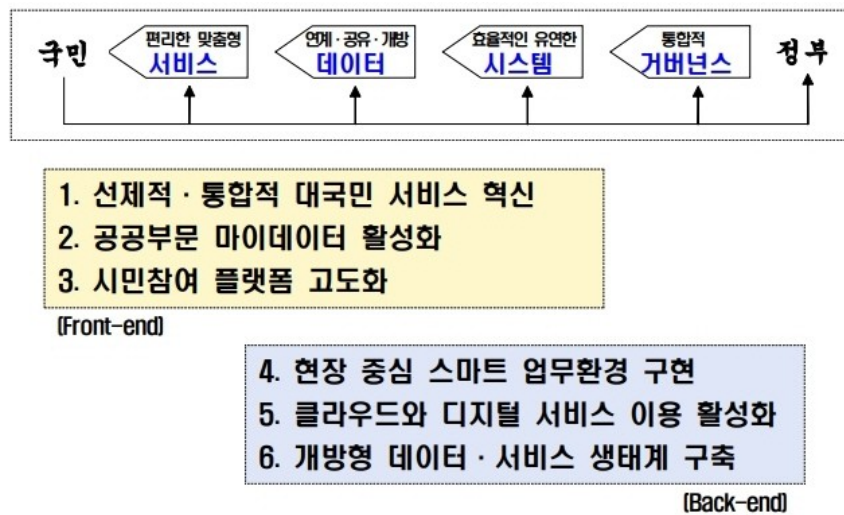 국민
편리한 맞춤형
서비스
연계·공유·개방
데이터
효율적인 유연한
시스템
통합적
거버넌스
정부
1. 선제적·통합적 대국민 서비스 혁신
2. 공공부문 마이데이터 활성화
3. 시민참여 플랫폼 고도화
(Front-end)
4. 현장 중심 스마트 업무환경 구현
5. 클라우드와 디지털 서비스 이용 활성화
6. 개방형 데이터·서비스 생태계 구축
(Back-end)